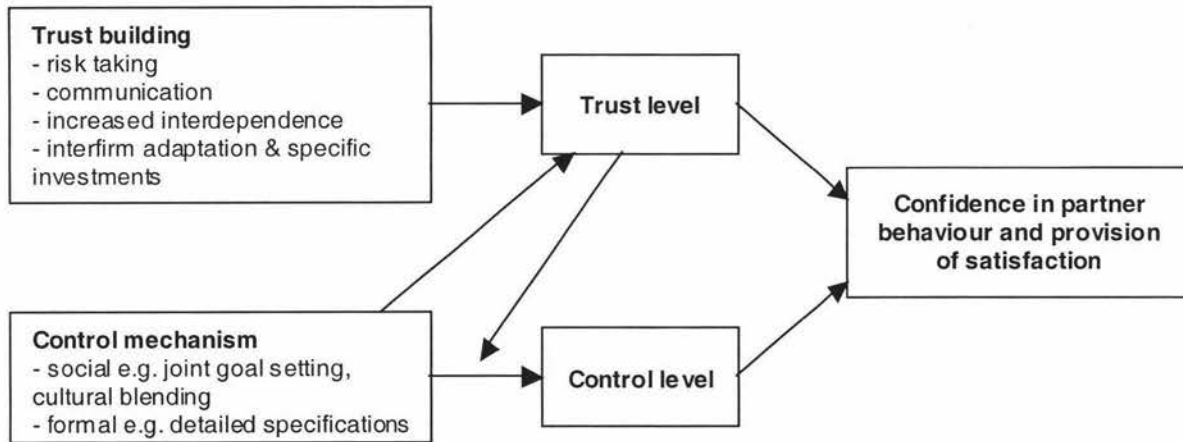 Trust building
- risk taking
- communication
- increased interdependence
- interfirm adaptation & specific
investments
Trust level
Confidence in partner
behaviour and provision
of satisfaction
Control mechanism
- social e.g. joint goal setting,
cultural blending
- formal e.g. detailed specifications
Control level